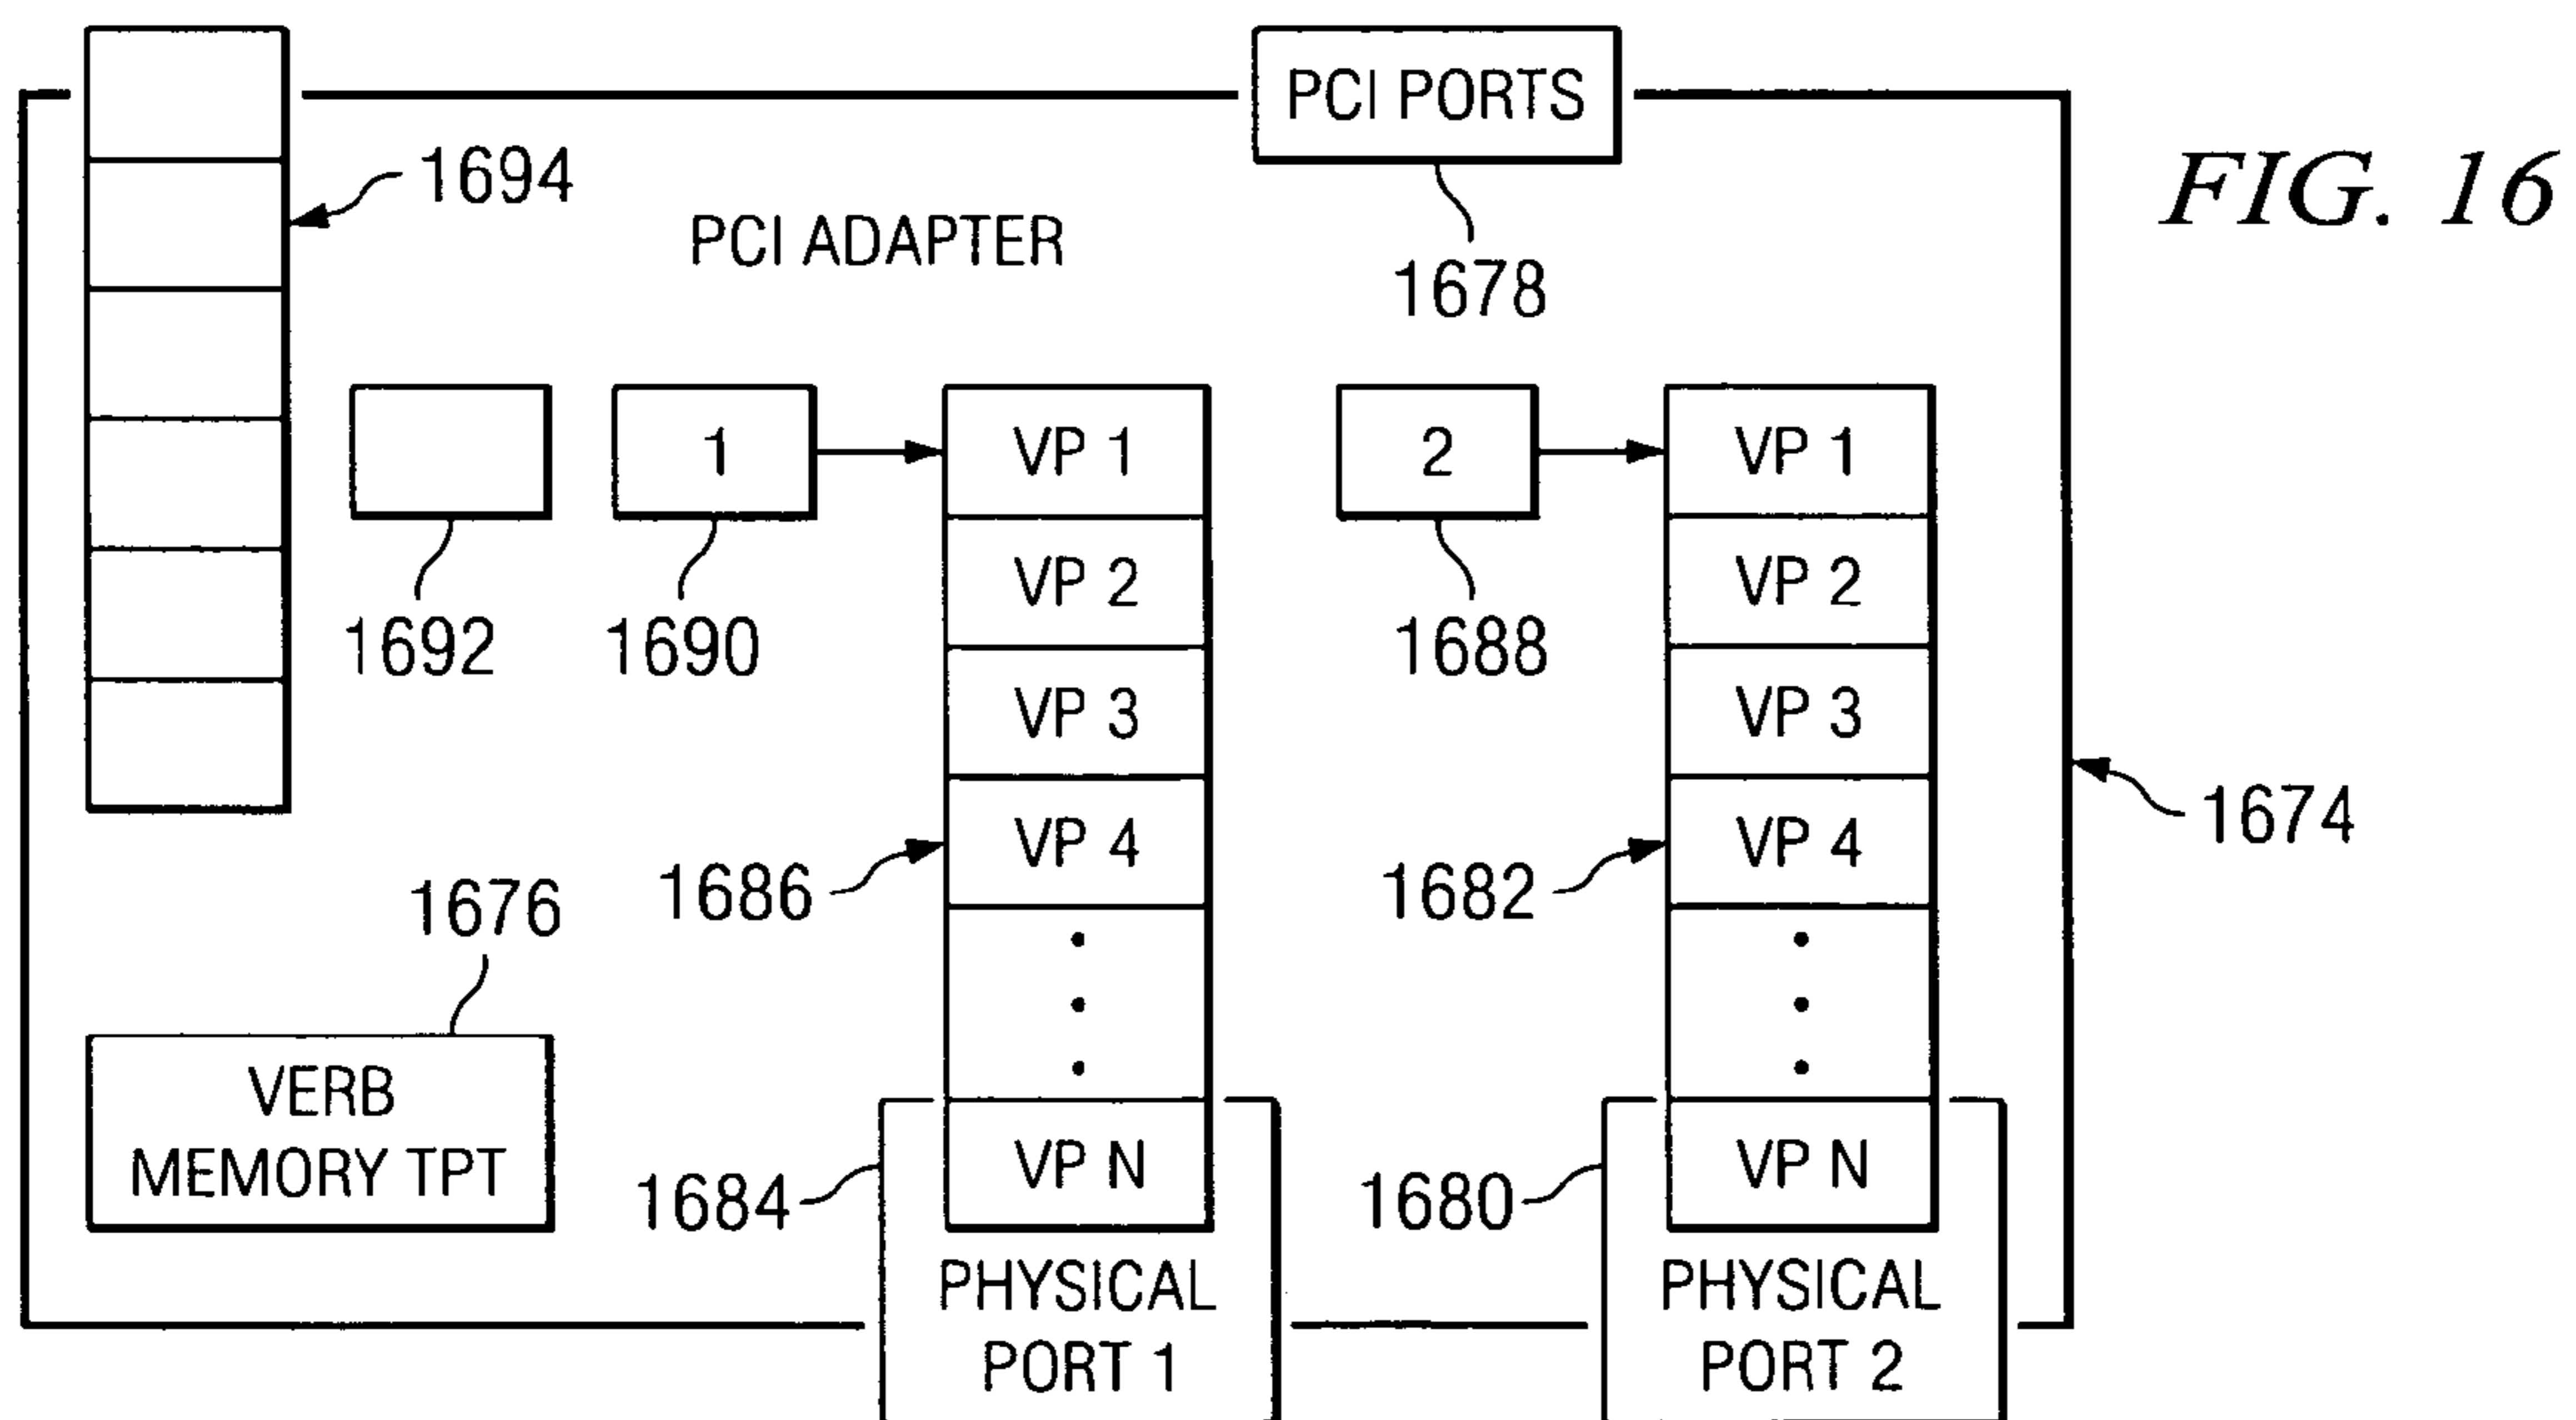 PCI PORTS
FIG. 16
1694
PCI ADAPTER
1678
1
VP 1
2
VP 1
VP 2
VP 2
1692
1690
1688
VP 3
VP 3
1674
VP 4
VP 4
1686
1682
1676
VERB
MEMORY TPT
VP N
VP N
1684
1680
PHYSICAL
PORT 1
PHYSICAL
PORT 2